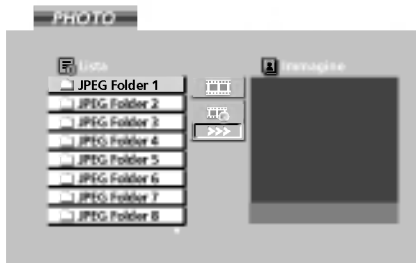 PHOTO
Lista
Immagine
JPEG Folder 1
JPEG Folder 2
JPEG Folder 3
JPEG Folder 4
JPEG Folder 5
JPEG Folder 6
JPEG Folder 7
JPEG Folder 8
>>>